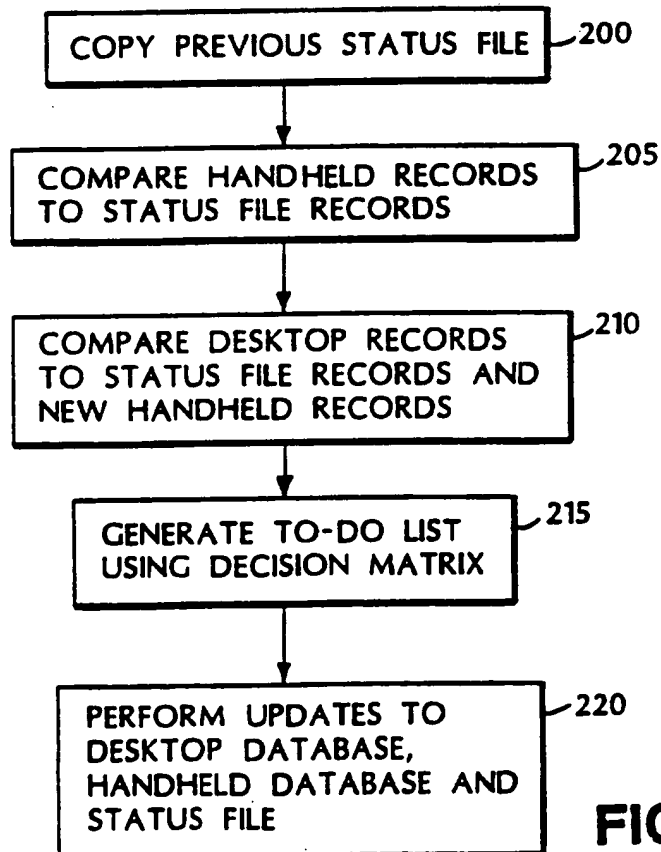 COPY PREVIOUS STATUS FILE
200
COMPARE HANDHELD RECORDS
TO STATUS FILE RECORDS
205
COMPARE DESKTOP RECORDS
TO STATUS FILE RECORDS AND
NEW HANDHELD RECORDS
210
GENERATE TO-DO LIST
USING DECISION MATRIX
215
PERFORM UPDATES TO
DESKTOP DATABASE,
HANDHELD DATABASE AND
STATUS FILE
220
FIG